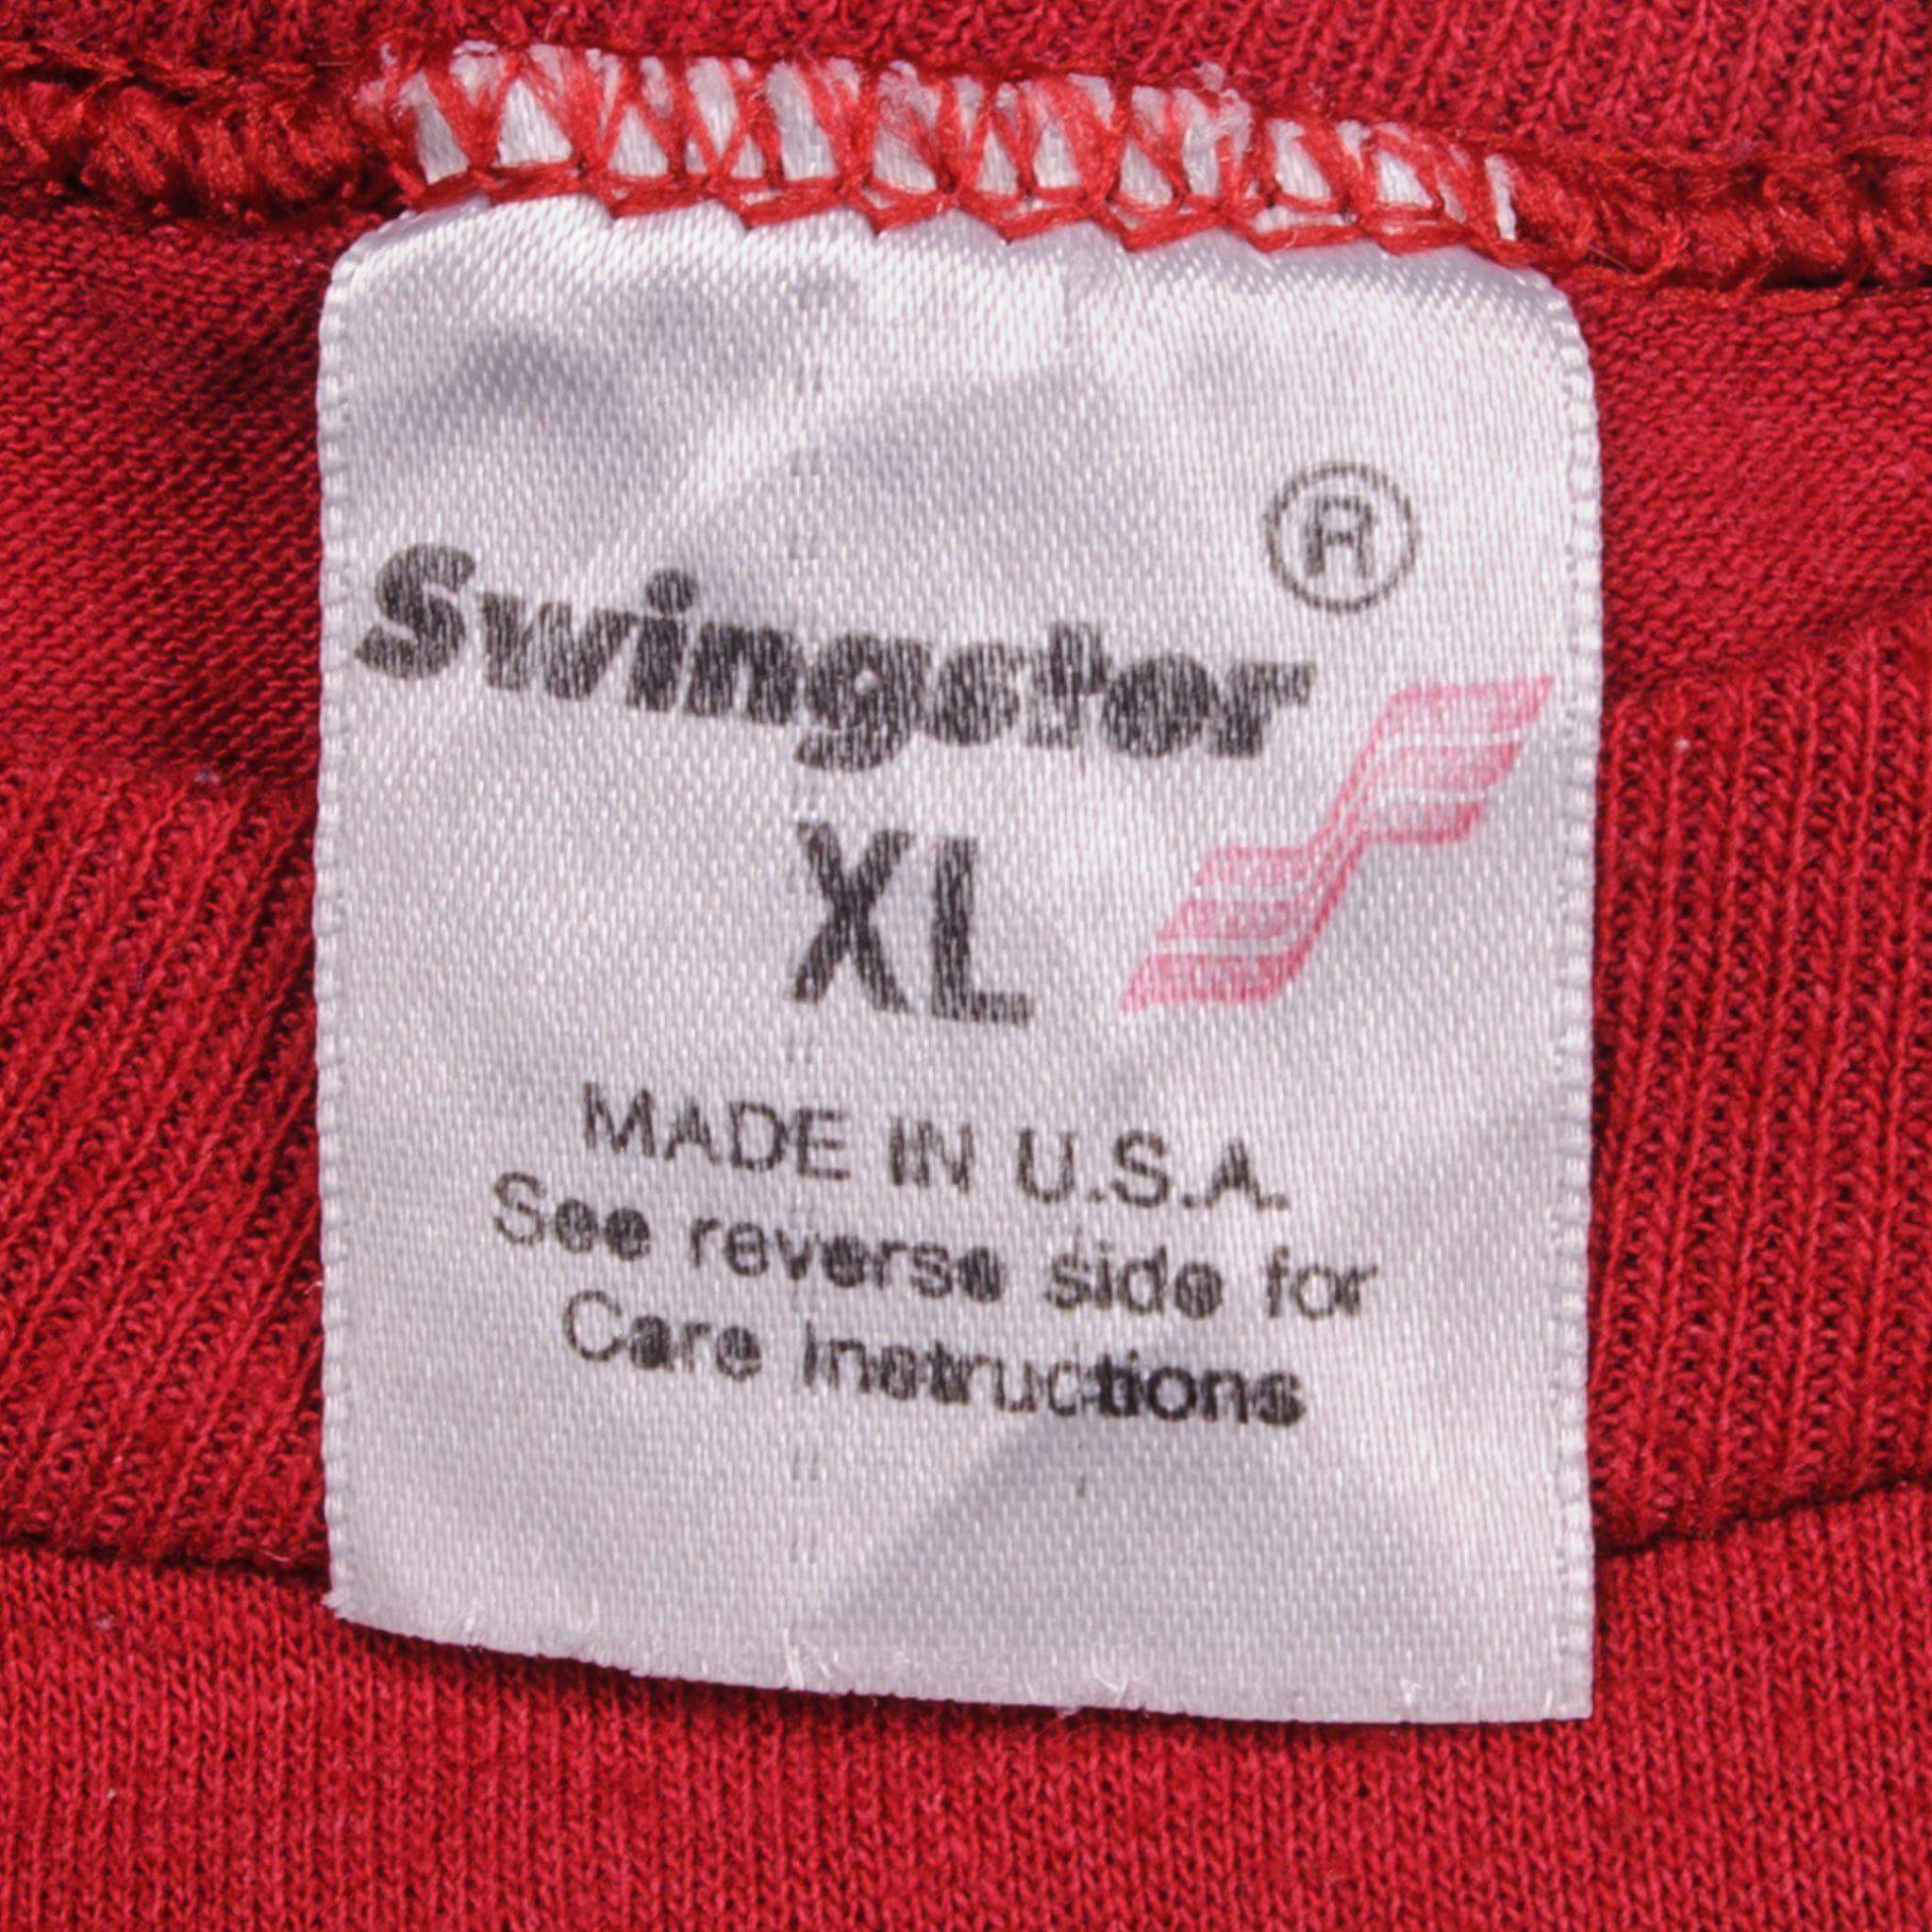 Swingster ®
XL
MADE IN U.S.A.
See reverse side for
Care Instructions